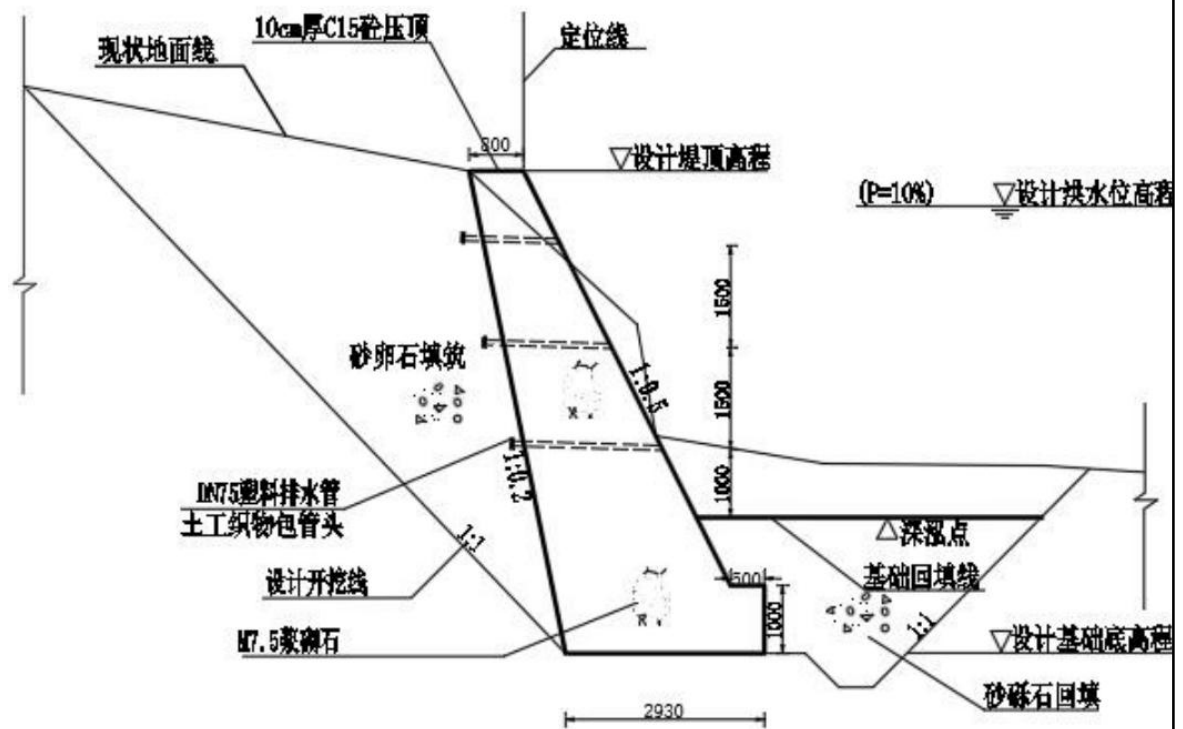 10cm厚C15砼压顶
定位线
现状地面线
800
▽设计堤顶高程
(P=10%)
▽设计洪水位高程
1500
砂卵石填筑
1:0.5
1500
1:0.2
1000
DN75塑料排水管
土工织物包管头
1:1
深泓点
设计开挖线
500
基础回填线
1000
1:1
M7.5浆砌石
▽设计基础底高程
砂砾石回填
2930